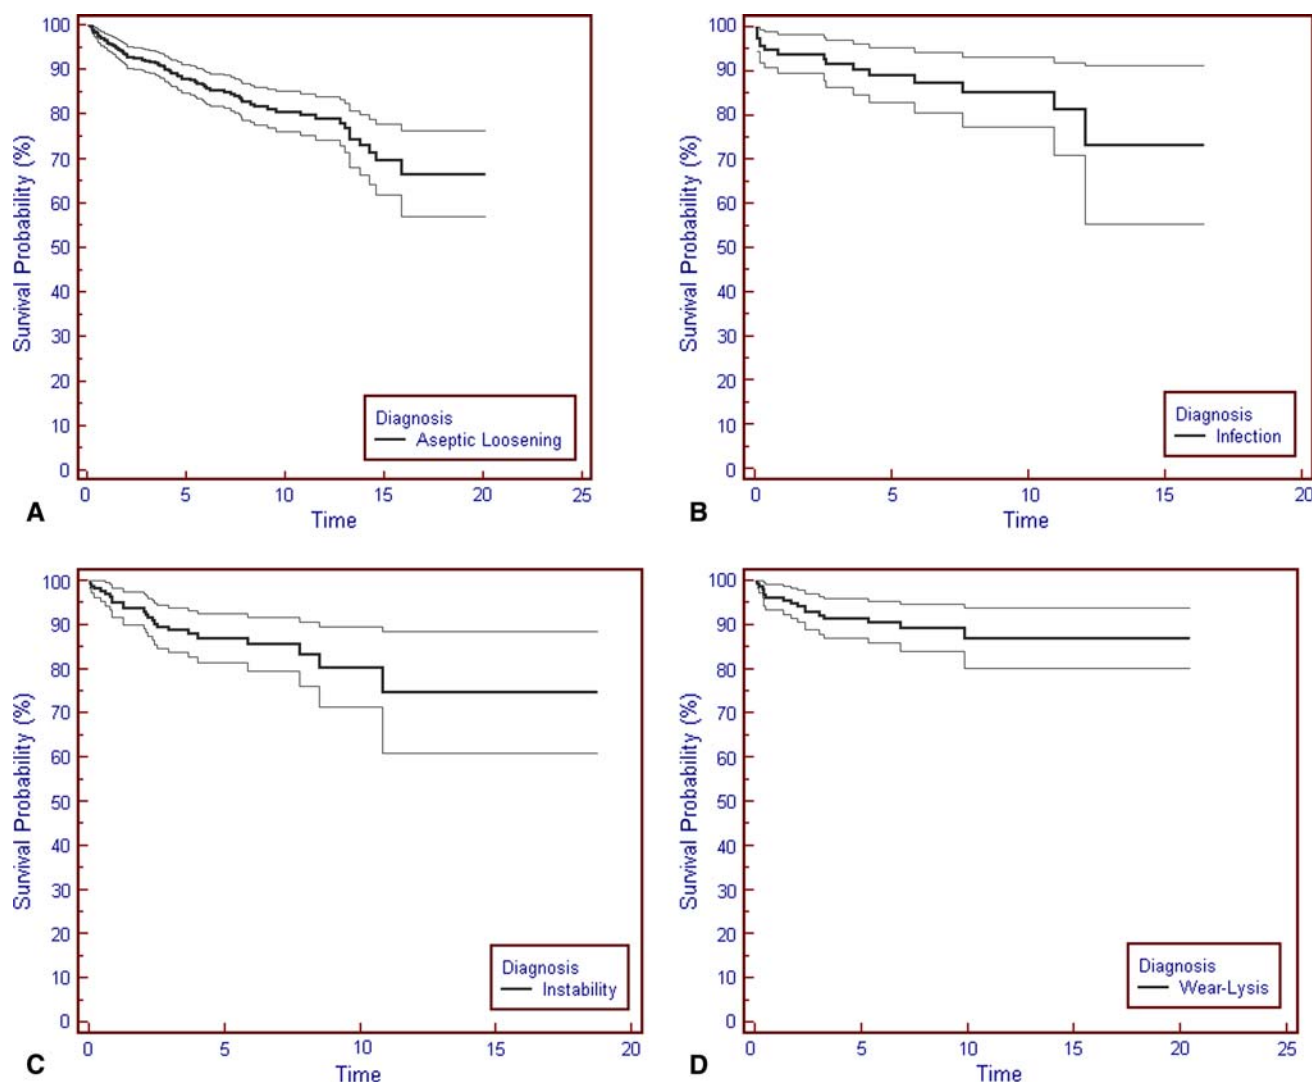 100
90
80
70
60
50
40
30
20
10
0
Survival Probability (%)
Diagnosis
Aseptic Loosening
0 5 10 15 20 25
Time
A
100
90
80
70
60
50
40
30
20
10
0
Survival Probability (%)
Diagnosis
Infection
0 5 10 15 20
Time
B
100
90
80
70
60
50
40
30
20
10
0
Survival Probability (%)
Diagnosis
Instability
0 5 10 15 20
Time
C
100
90
80
70
60
50
40
30
20
10
0
Survival Probability (%)
Diagnosis
Wear-Lysis
0 5 10 15 20 25
Time
D